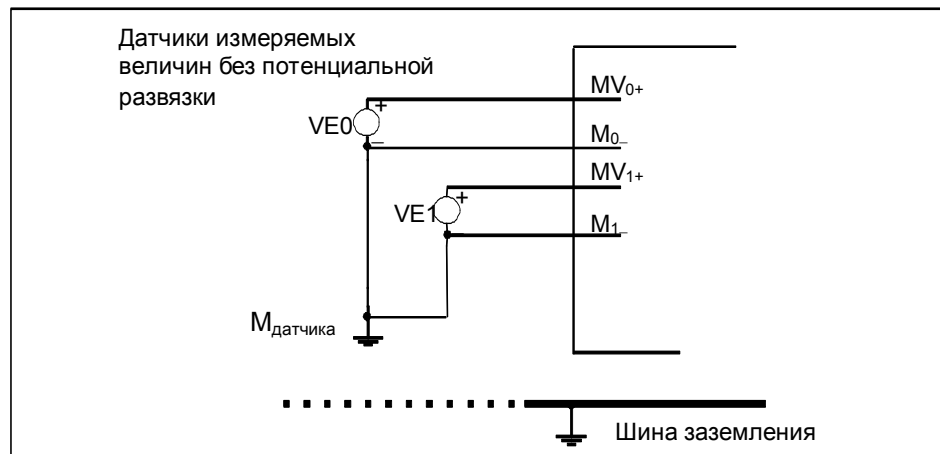 Датчики измеряемых
величин без потенциальной
развязки
MV0+
+
VE0
–
M0–
MV1+
+
VE1
M1–
Mдатчика
Шина заземления